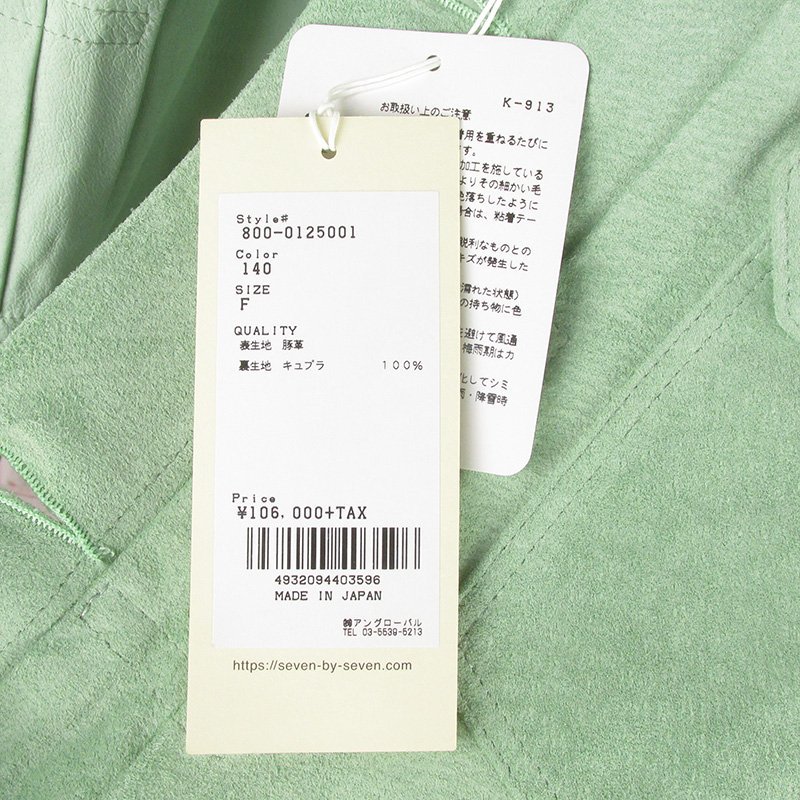 K-913
お取扱い上のご注意
着用を重ねるたびに
す。
加工を施している
よりその細かい毛
色落ちしたように
場合は、粘着テー
鋭利なものとの
キズが発生した
濡れた状態)
の持ち物に色
を避けて風通
梅雨期はカ
化してシミ
雨・降雪時
Style#
800-0125001
Color
140
SIZE
F
QUALITY
表生地 豚革
裏生地 キュプラ 100%
Price
¥106,000+TAX
4932094403596
MADE IN JAPAN
㈱アングローバル
TEL 03-5539-5213
https://seven-by-seven.com